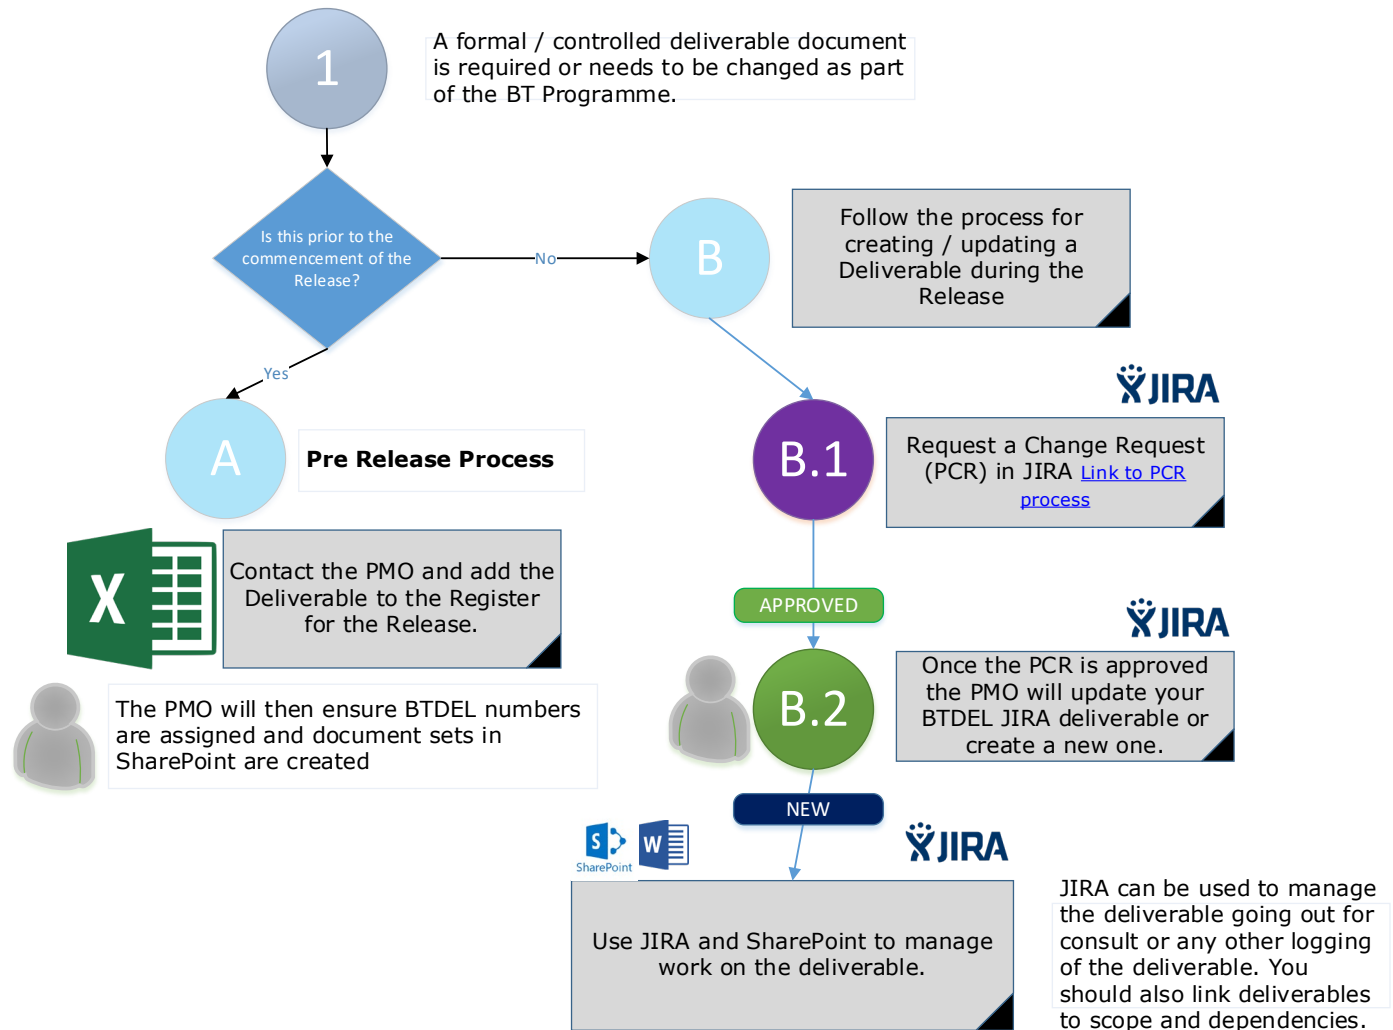 1
A formal / controlled deliverable document
is required or needs to be changed as part
of the BT Programme.
Is this prior to the
commencement of the
Release?
No
B
Follow the process for
creating / updating a
Deliverable during the
Release
Yes
A
Pre Release Process
JIRA
B.1
Request a Change Request
(PCR) in JIRA Link to PCR
process
X
Contact the PMO and add the
Deliverable to the Register
for the Release.
APPROVED
JIRA
The PMO will then ensure BTDEL numbers
are assigned and document sets in
SharePoint are created
B.2
Once the PCR is approved
the PMO will update your
BTDEL JIRA deliverable or
create a new one.
NEW
S
SharePoint
W
JIRA
Use JIRA and SharePoint to manage
work on the deliverable.
JIRA can be used to manage
the deliverable going out for
consult or any other logging
of the deliverable. You
should also link deliverables
to scope and dependencies.